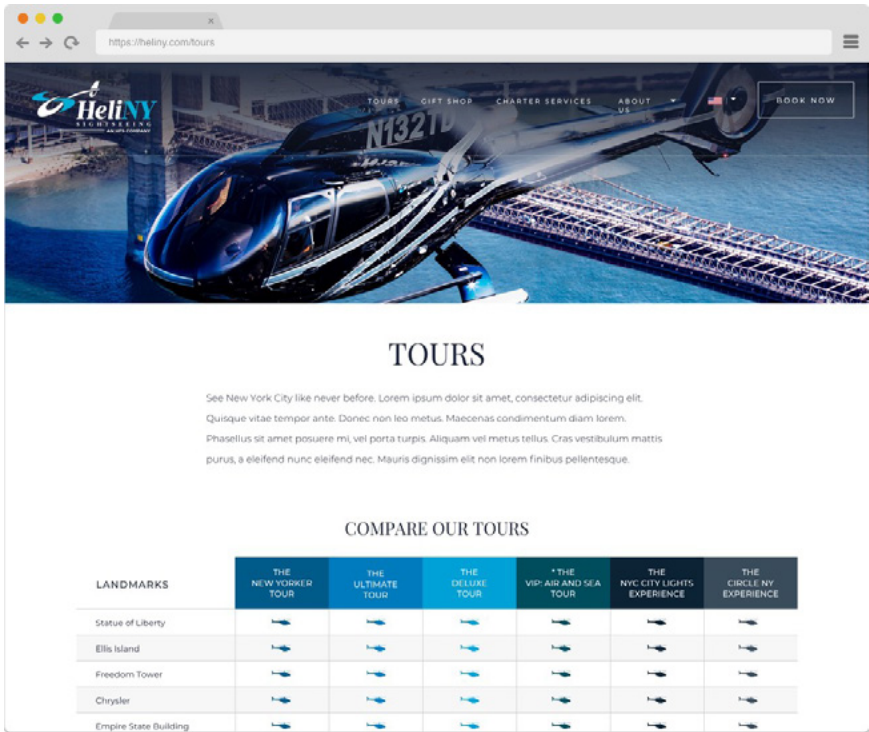 https://heliny.com/tours
HeliNY
SIGHTSEEING
TOURS GIFT SHOP CHARTER SERVICES ABOUT US BOOK NOW
N132TD
TOURS
See New York City like never before. Lorem ipsum dolor sit amet, consectetur adipiscing elit.
Quisque vitae tempor ante. Donec non leo metus. Maecenas condimentum diam lorem.
Phasellus sit amet posuere mi, vel porta turpis. Aliquam vel metus tellus. Cras vestibulum mattis
purus, a eleifend nunc eleifend nec. Mauris dignissim elit non lorem finibus pellentesque.
COMPARE OUR TOURS
LANDMARKS
THE
NEW YORKER
TOUR
THE
ULTIMATE
TOUR
THE
DELUXE
TOUR
* THE
VIP: AIR AND SEA
TOUR
THE
NYC CITY LIGHTS
EXPERIENCE
THE
CIRCLE NY
EXPERIENCE
Statue of Liberty
Ellis Island
Freedom Tower
Chrysler
Empire State Building